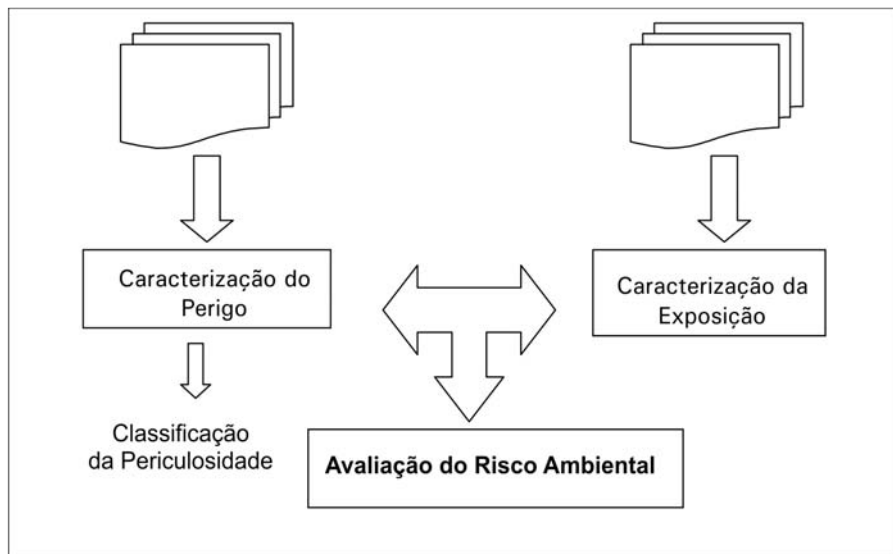 Caracterização do
Perigo
Caracterização da
Exposição
Classificação
da Periculosidade
Avaliação do Risco Ambiental